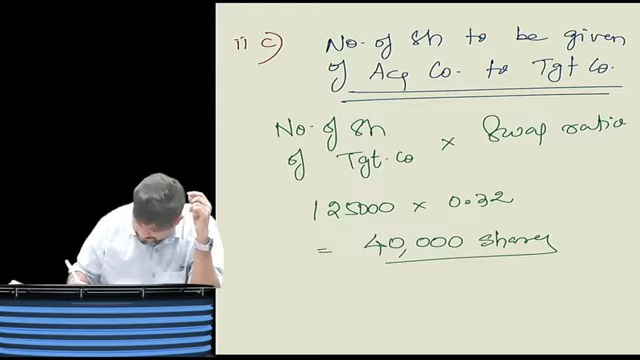 ii c) No. of Sh to be given
of Acq Co. to Tgt Co.
No. of Sh
of Tgt. Co × Swap ratio
125000 × 0.32
= 40,000 shares